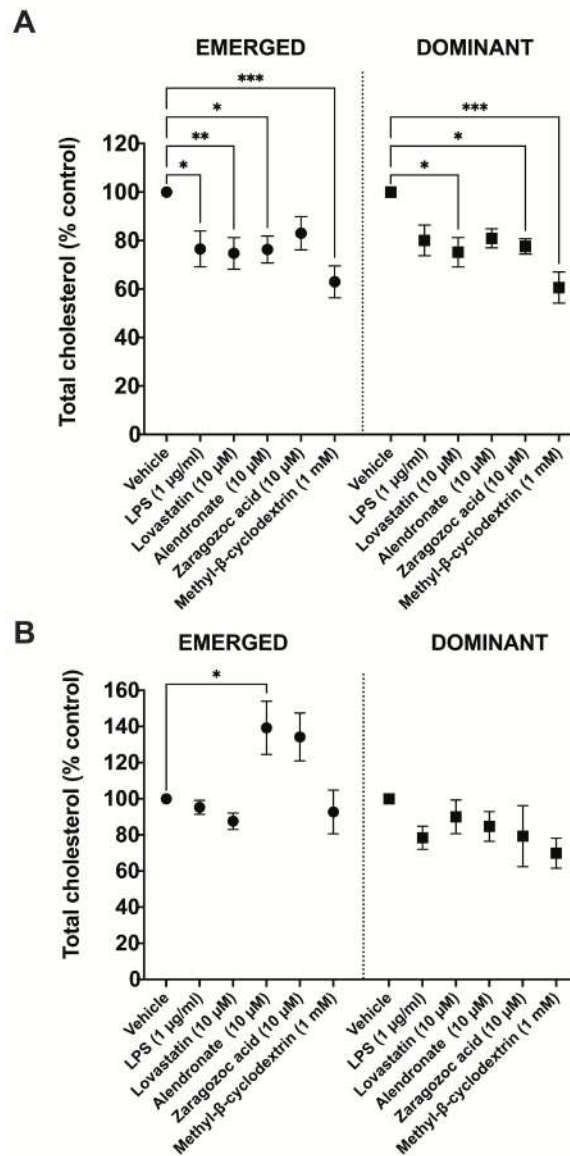 A
EMERGED
DOMINANT
***
*
**
*
***
*
*
Total cholesterol (% control)
120
100
80
60
40
20
0
Vehicle
LPS (1 µg/ml)
Lovastatin (10 µM)
Alendronate (10 µM)
Zaragozoc acid (10 µM)
Methyl-β-cyclodextrin (1 mM)
Vehicle
LPS (1 µg/ml)
Lovastatin (10 µM)
Alendronate (10 µM)
Zaragozoc acid (10 µM)
Methyl-β-cyclodextrin (1 mM)
B
EMERGED
DOMINANT
*
Total cholesterol (% control)
160
140
120
100
80
60
40
20
0
Vehicle
LPS (1 µg/ml)
Lovastatin (10 µM)
Alendronate (10 µM)
Zaragozoc acid (10 µM)
Methyl-β-cyclodextrin (1 mM)
Vehicle
LPS (1 µg/ml)
Lovastatin (10 µM)
Alendronate (10 µM)
Zaragozoc acid (10 µM)
Methyl-β-cyclodextrin (1 mM)